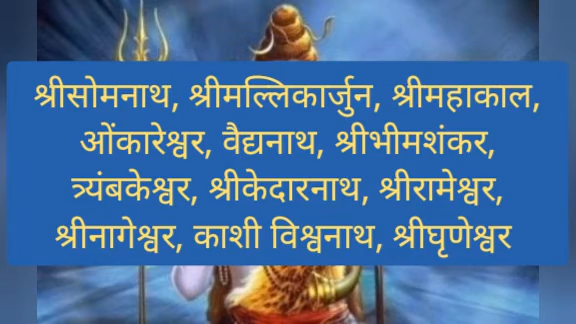 श्रीसोमनाथ, श्रीमल्लिकार्जुन, श्रीमहाकाल,
ओंकारेश्वर, वैद्यनाथ, श्रीभीमशंकर,
त्र्यंबकेश्वर, श्रीकेदारनाथ, श्रीरामेश्वर,
श्रीनागेश्वर, काशी विश्वनाथ, श्रीघृणेश्वर